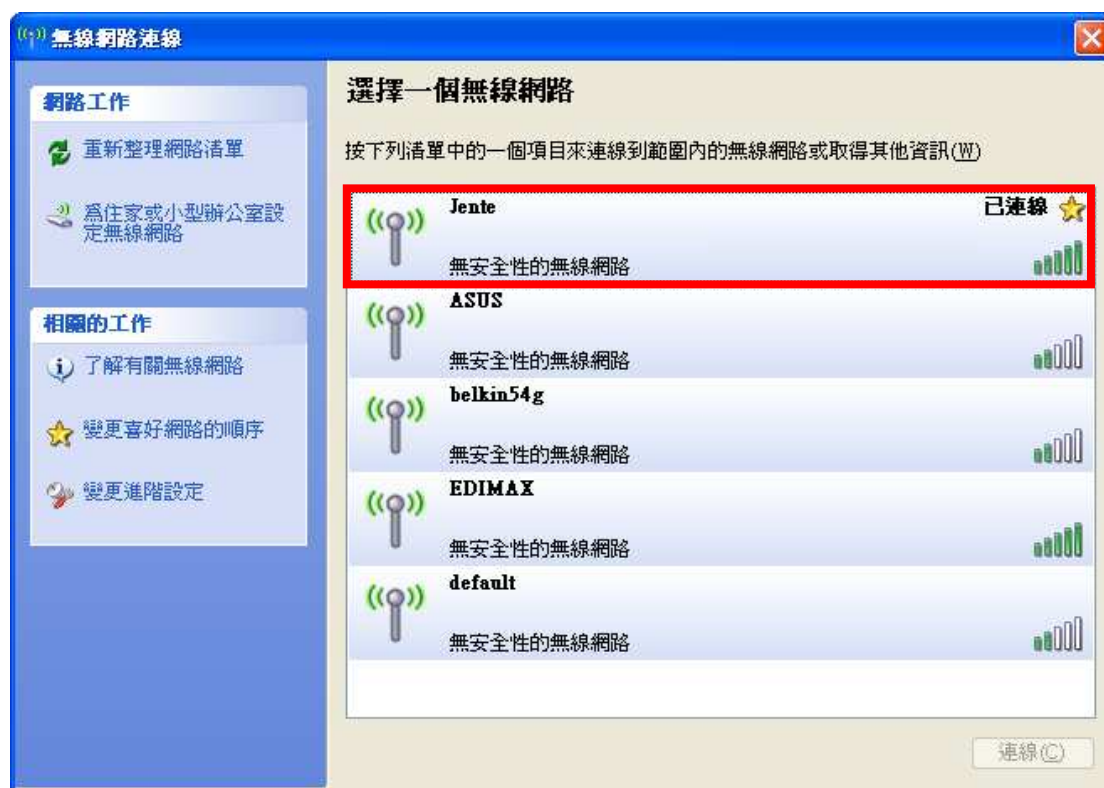 無線網路連線
網路工作
重新整理網路清單
為住家或小型辦公室設
定無線網路
相關的工作
了解有關無線網路
變更喜好網路的順序
變更進階設定
選擇一個無線網路
按下列清單中的一個項目來連線到範圍內的無線網路或取得其他資訊(W)
Jente
已連線
無安全性的無線網路
ASUS
無安全性的無線網路
belkin54g
無安全性的無線網路
EDIMAX
無安全性的無線網路
default
無安全性的無線網路
連線(C)